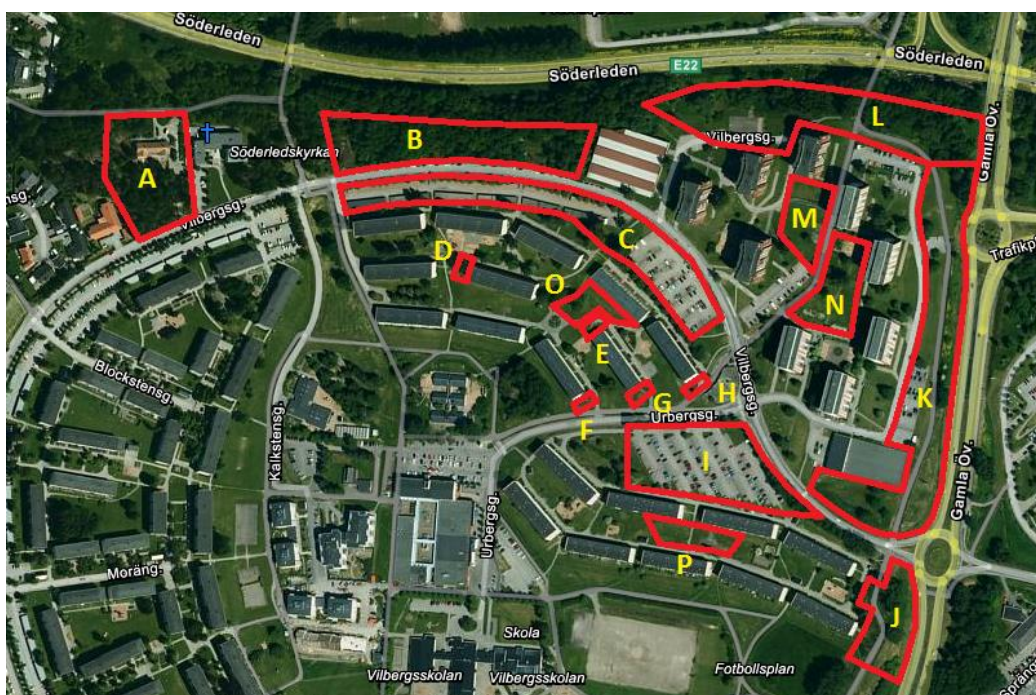 Söderleden
Söderleden
E22
Söderleden
Vilbergsg.
L
Gamla Öv.
B
Söderledskyrkan
A
Vilbergsg.
M
C
D
O
N
Trafikpl
E
Vilbergsg.
H
G
F
Urbergsg.
K
Blockstensg.
Kalkstensg.
I
Gamla Öv.
Urbergsg.
P
Moräng.
J
Skola
Vilbergsskolan
Vilbergsskolan
Fotbollsplan